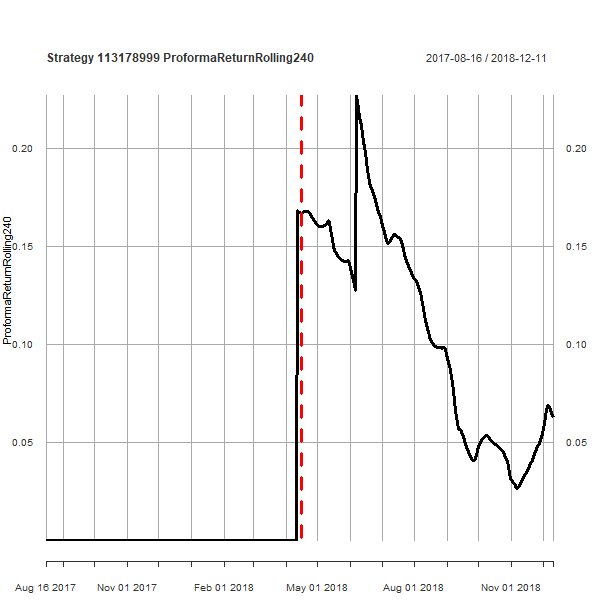 Strategy 113178999 ProformaReturnRolling240
2017-08-16 / 2018-12-11
0.20
0.20
0.15
0.15
0.10
0.10
0.05
0.05
ProformaReturnRolling240
Aug 16 2017
Nov 01 2017
Feb 01 2018
May 01 2018
Aug 01 2018
Nov 01 2018